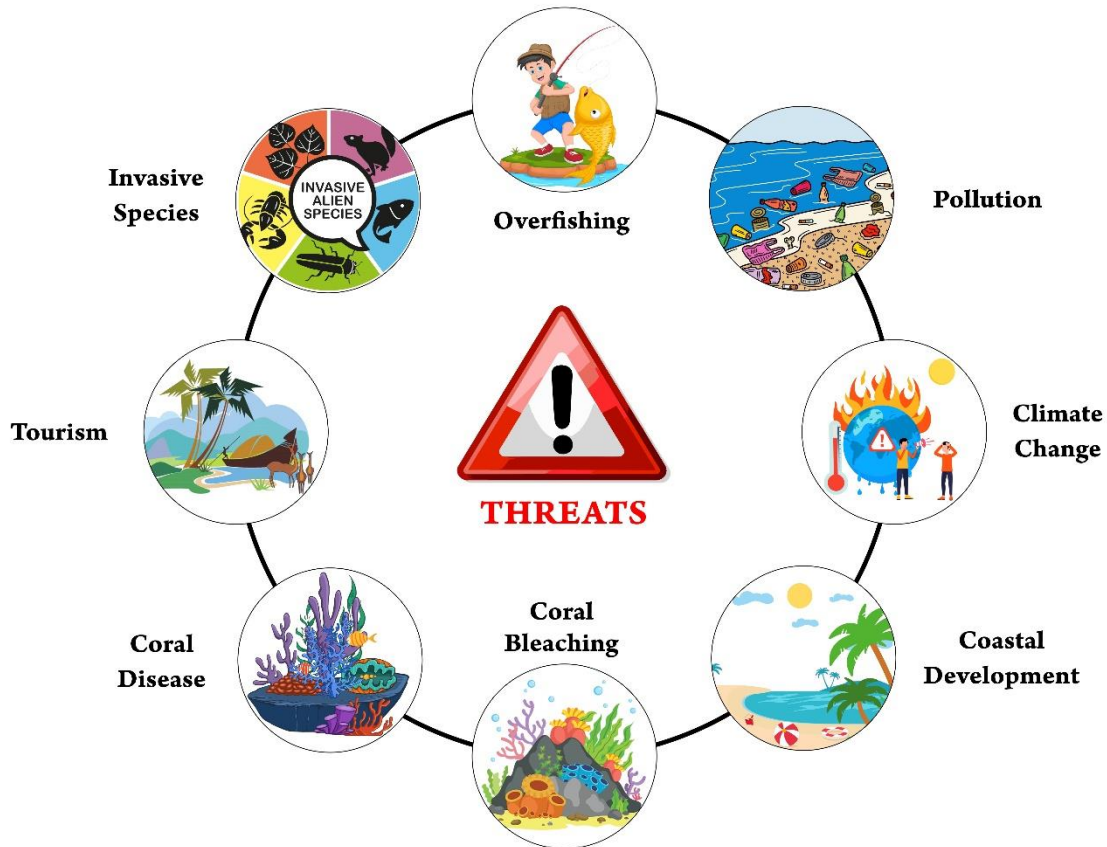 Overfishing
Pollution
Climate
Change
Coastal
Development
Coral
Bleaching
Coral
Disease
Tourism
Invasive
Species
INVASIVE
ALIEN
SPECIES
THREATS